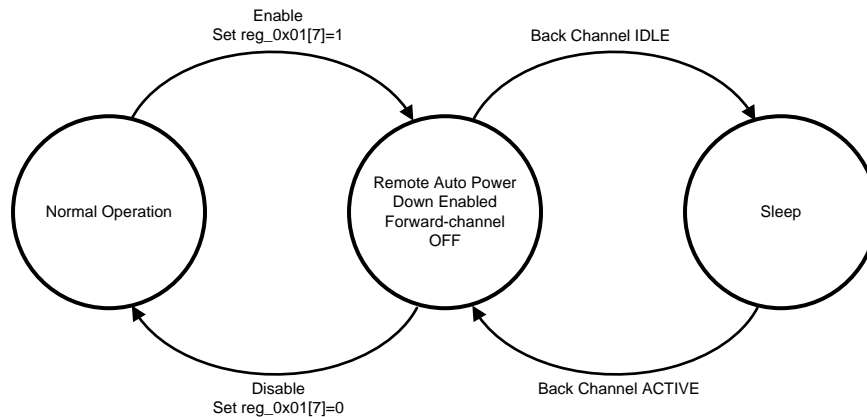 Enable
Set reg_0x01[7]=1
Back Channel IDLE
Normal Operation
Remote Auto Power
Down Enabled
Forward-channel
OFF
Sleep
Disable
Set reg_0x01[7]=0
Back Channel ACTIVE